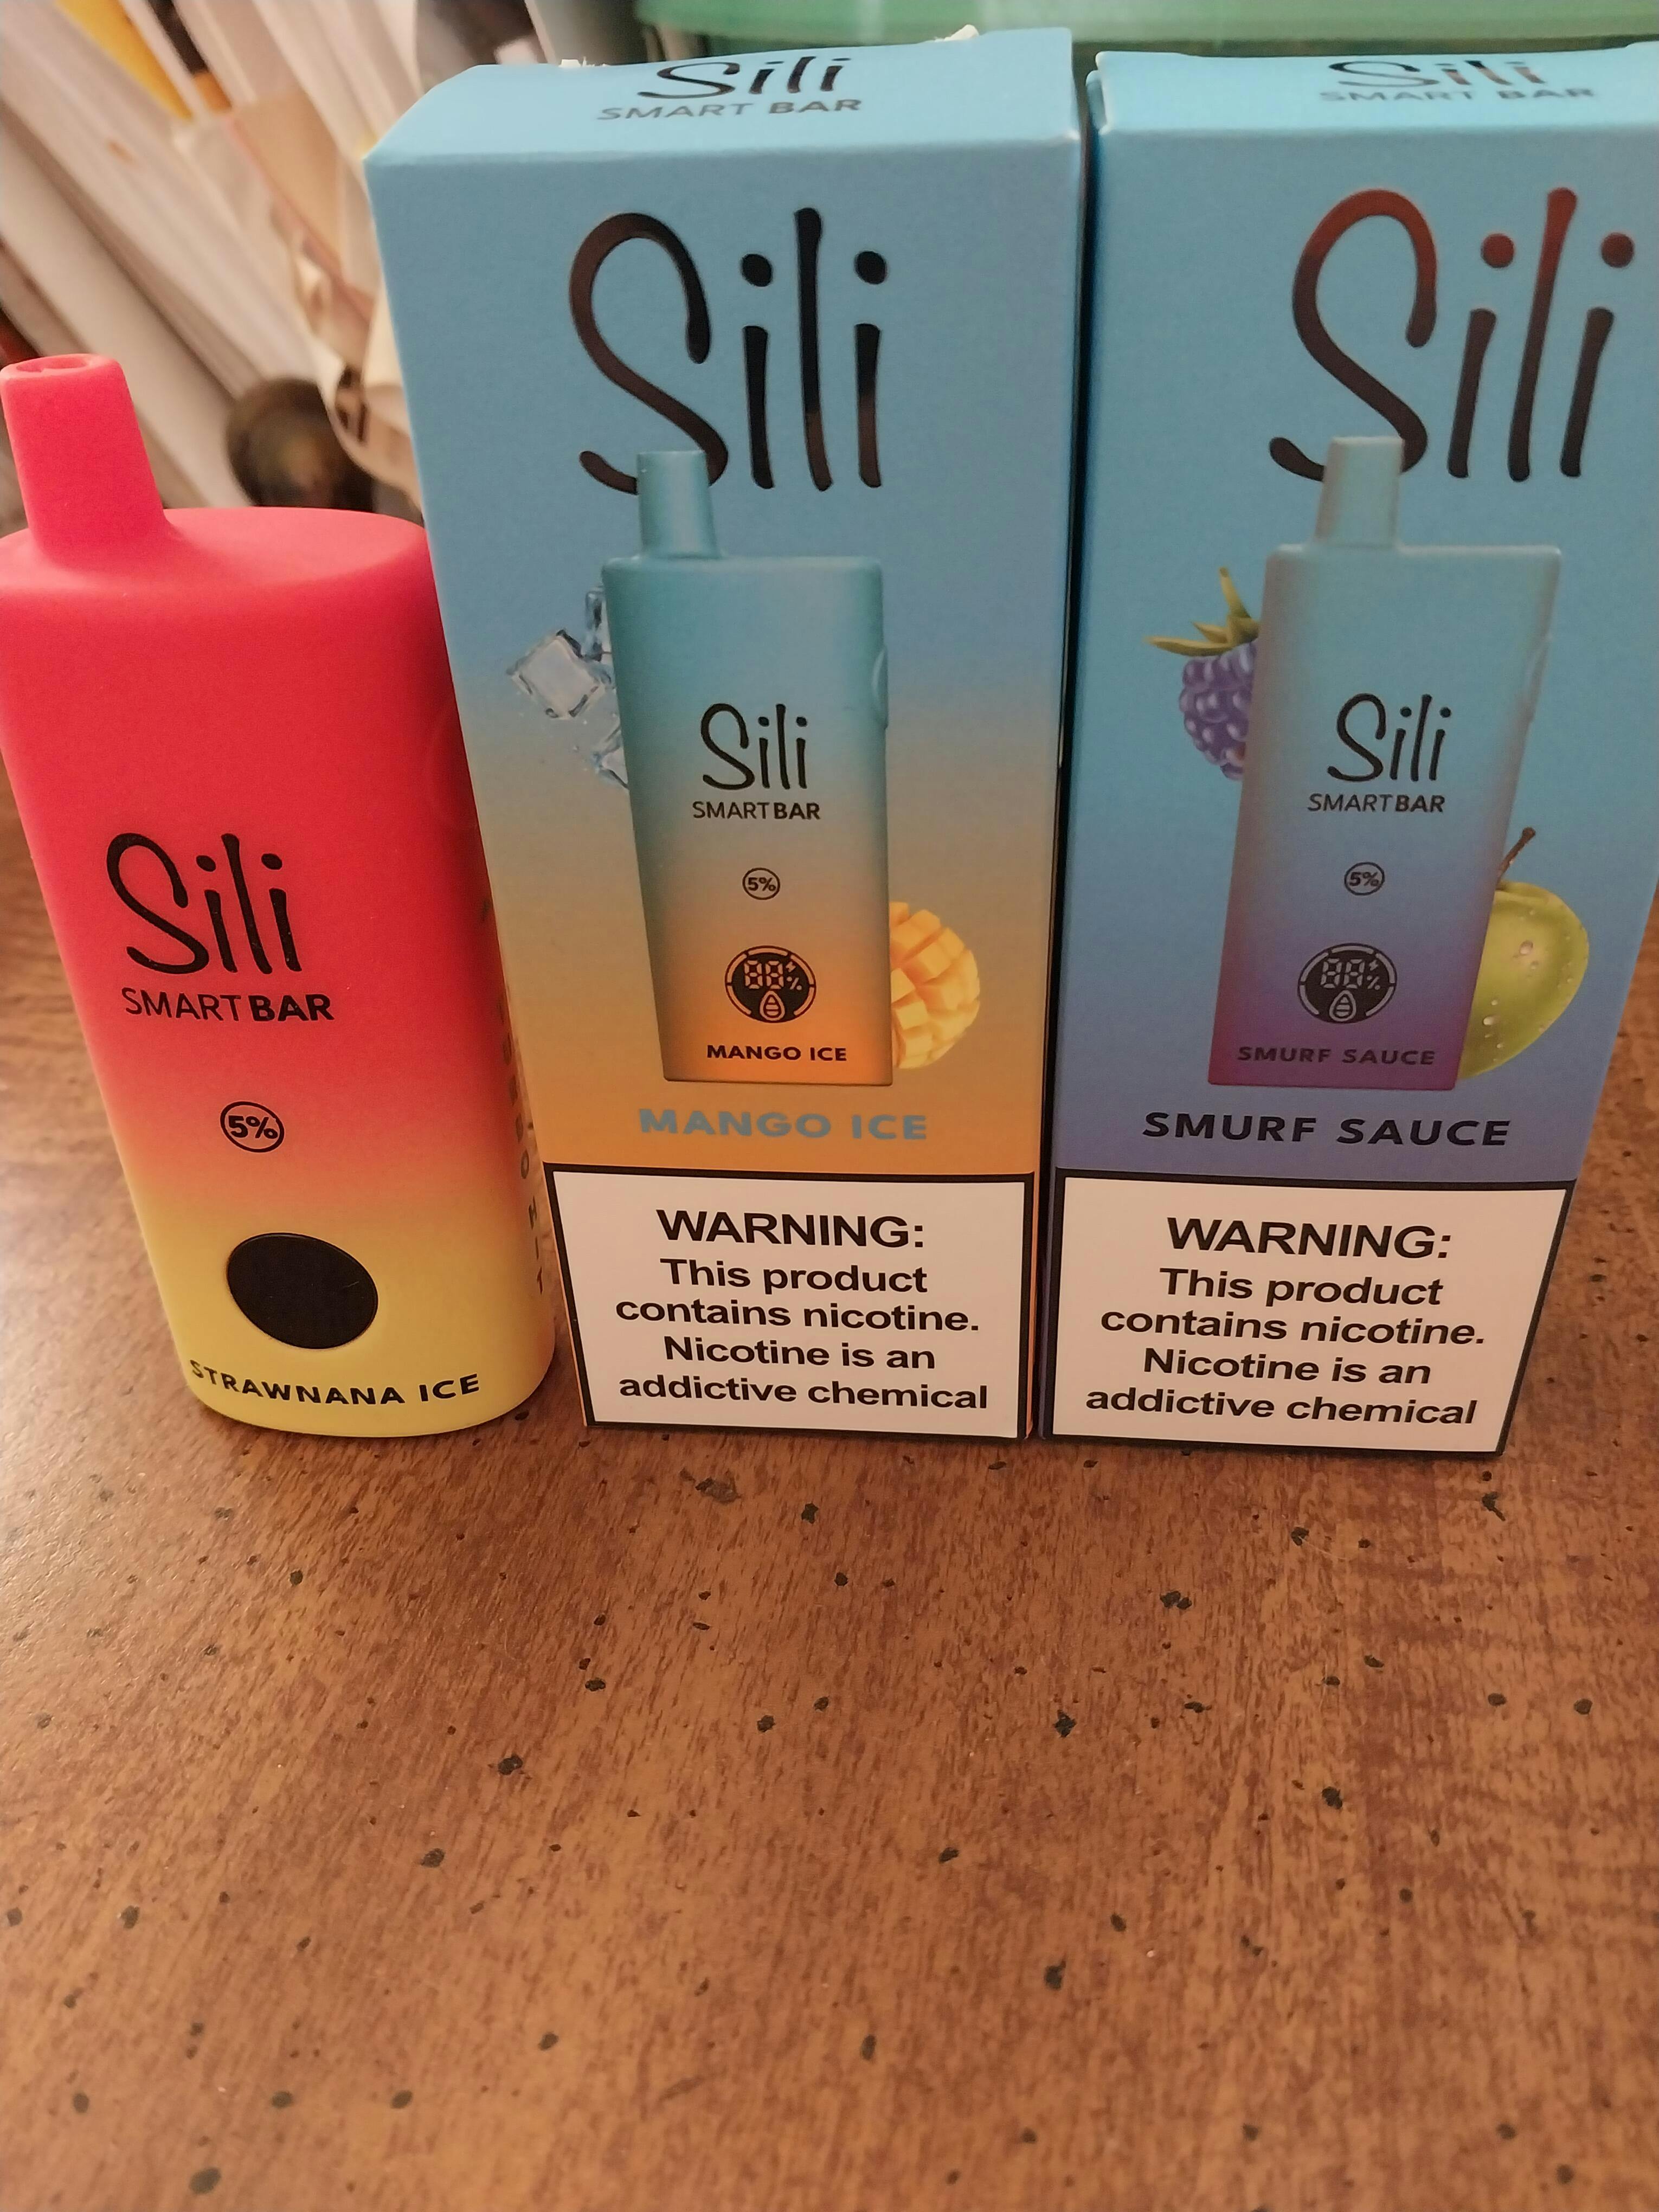 Sili
SMARTBAR
5%
STRAWNANA ICE
Sili
SMART BAR
Sili
Sili
SMARTBAR
5%
88%
MANGO ICE
MANGO ICE
WARNING:
This product
contains nicotine.
Nicotine is an
addictive chemical
Sili
SMART BAR
Sili
Sili
SMARTBAR
5%
88%
SMURF SAUCE
SMURF SAUCE
WARNING:
This product
contains nicotine.
Nicotine is an
addictive chemical